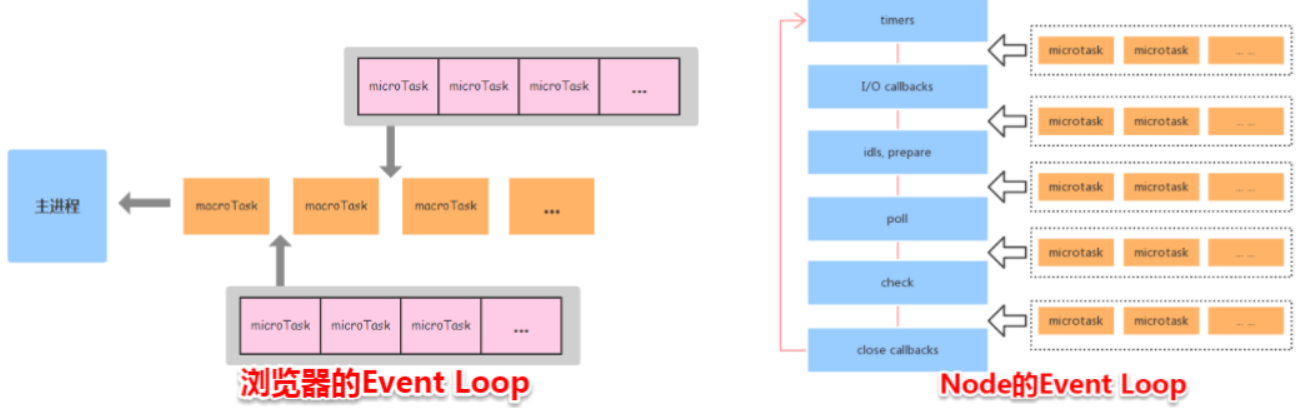 microTask microTask microTask ...
主进程
macroTask macroTask macroTask ...
microTask microTask microTask ...
浏览器的Event Loop
timers
microtask microtask ... ...
I/O callbacks
microtask microtask ... ...
idls, prepare
microtask microtask ... ...
poll
microtask microtask ... ...
check
microtask microtask ... ...
close callbacks
Node的Event Loop